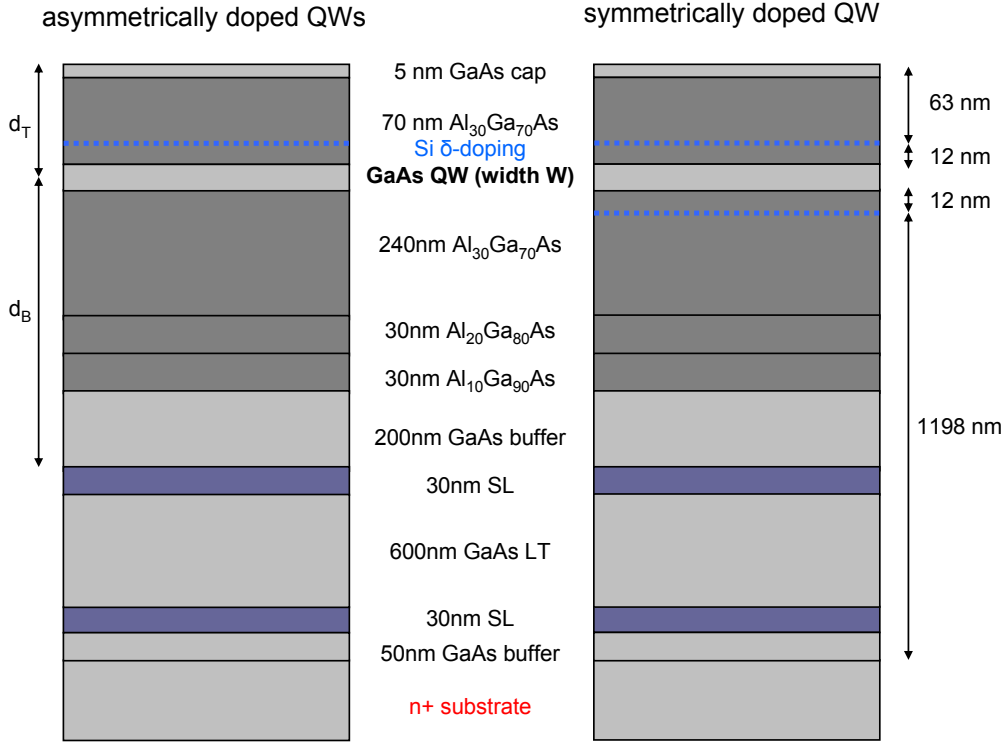 asymmetrically doped QWs
symmetrically doped QW
5 nm GaAs cap
70 nm Al₃₀Ga₇₀As
Si δ-doping
GaAs QW (width W)
240nm Al₃₀Ga₇₀As
30nm Al₂₀Ga₈₀As
30nm Al₁₀Ga₉₀As
200nm GaAs buffer
30nm SL
600nm GaAs LT
30nm SL
50nm GaAs buffer
n+ substrate
d_T
d_B
63 nm
12 nm
12 nm
1198 nm